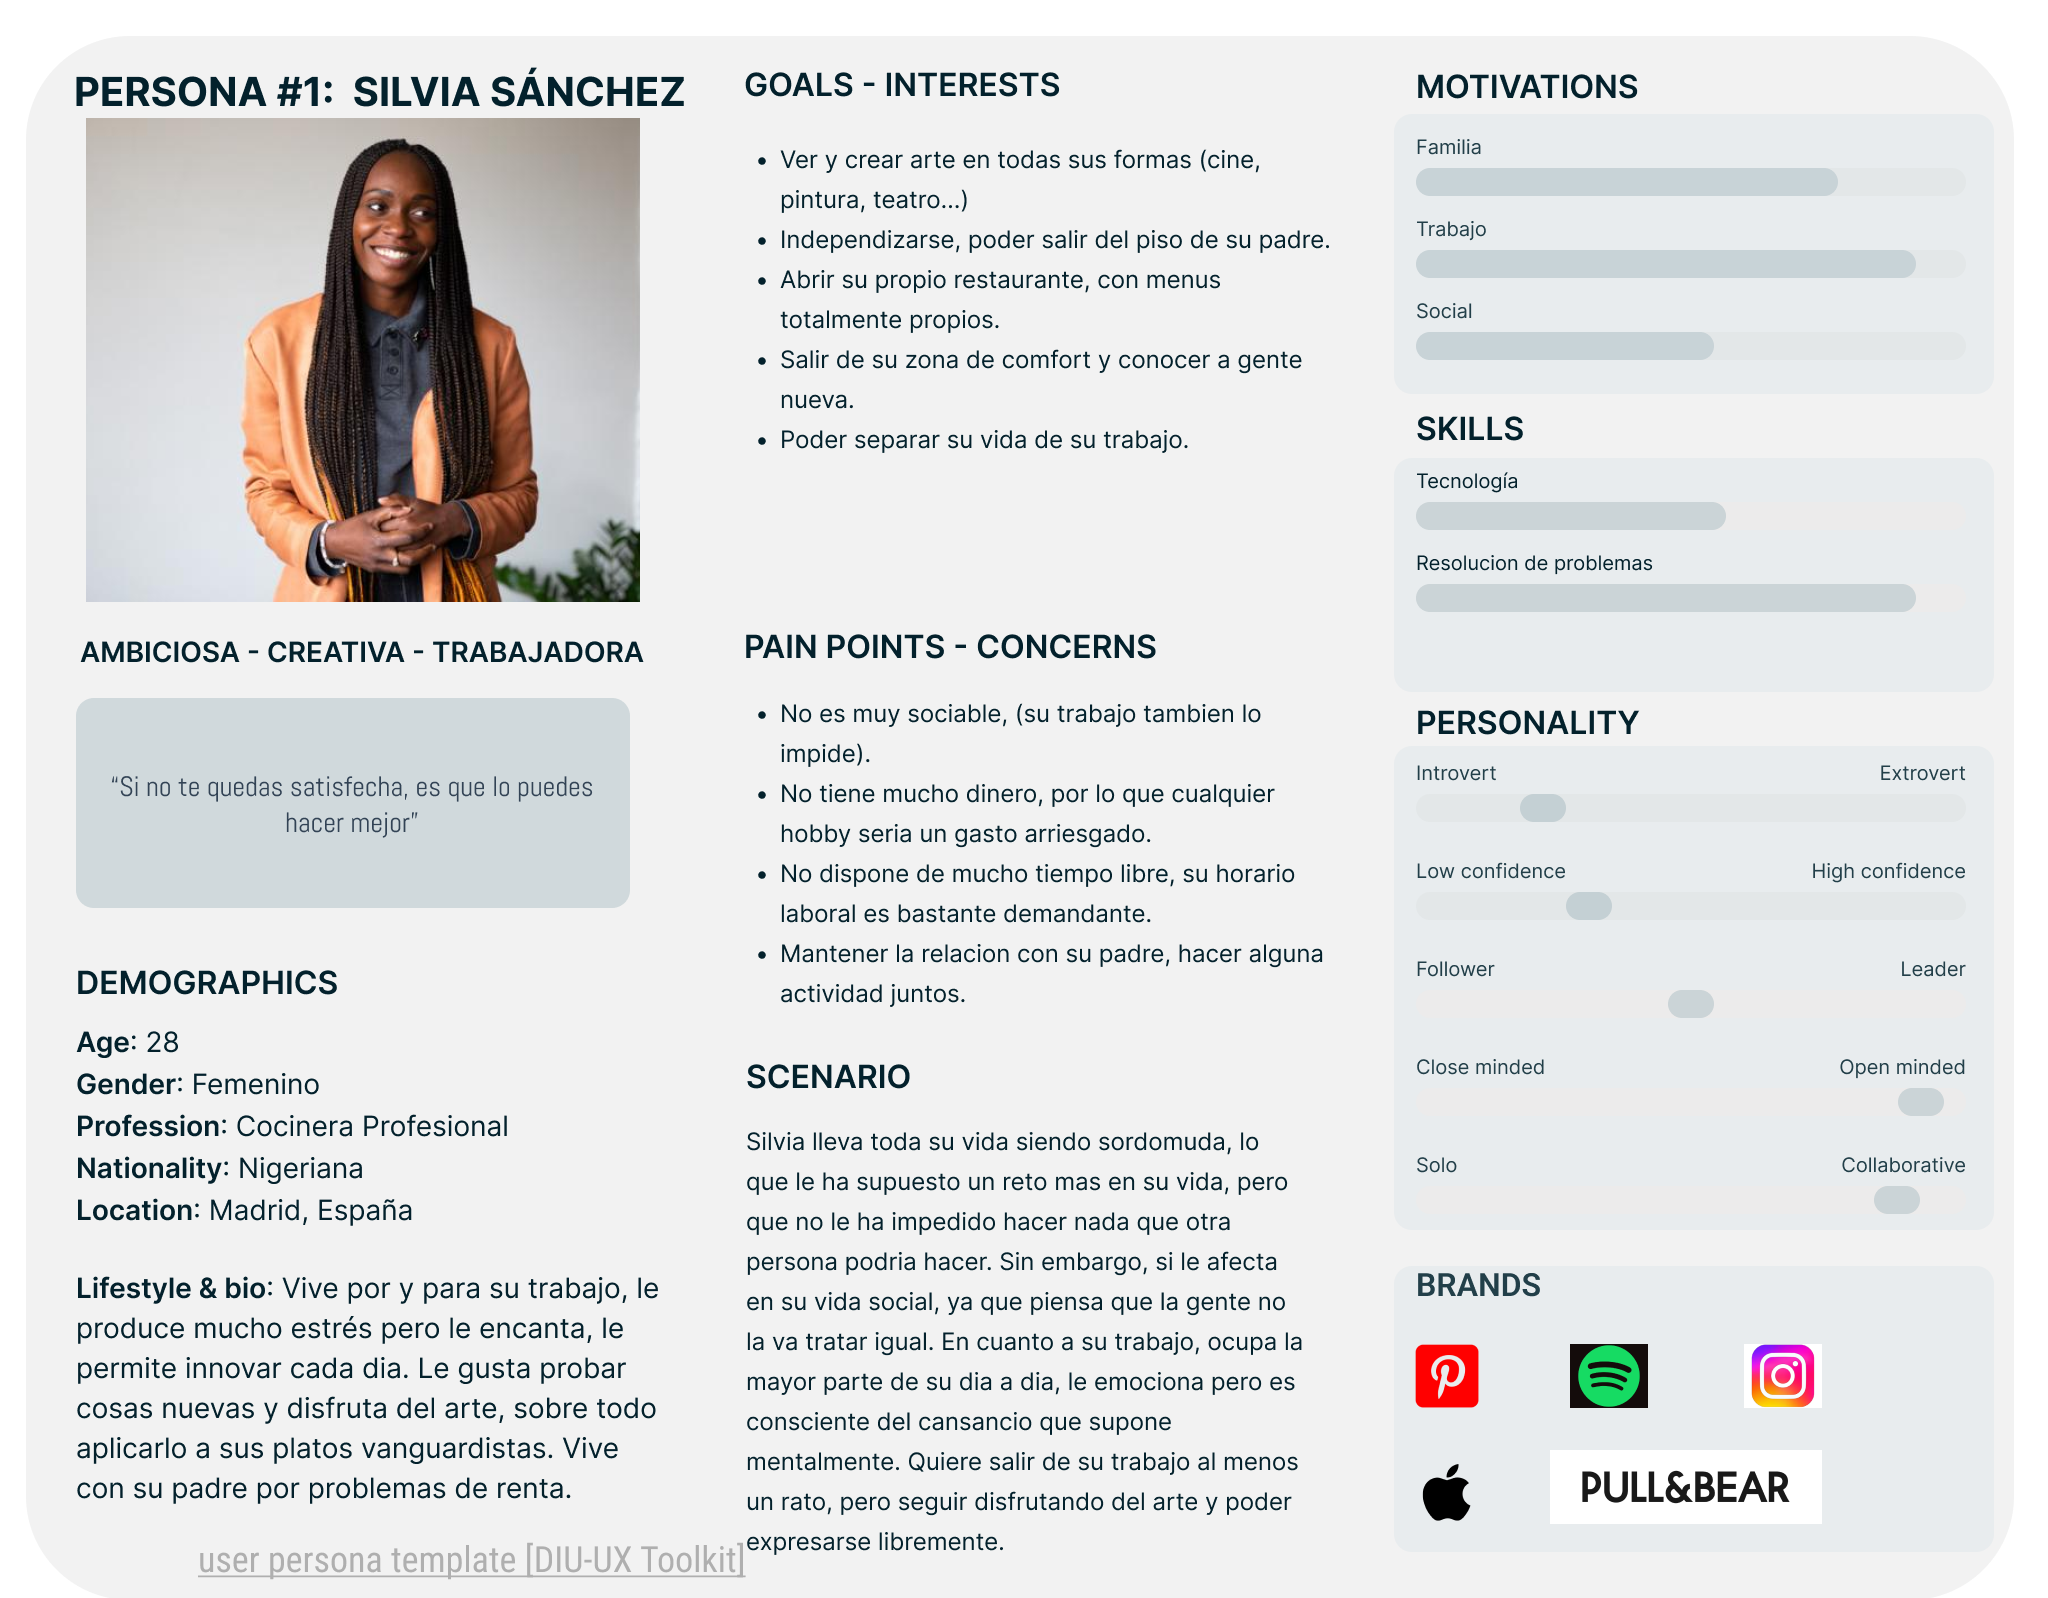 PERSONA #1: SILVIA SÁNCHEZ
AMBICIOSA - CREATIVA - TRABAJADORA
“Si no te quedas satisfecha, es que lo puedes
hacer mejor”
DEMOGRAPHICS
Age: 28
Gender: Femenino
Profession: Cocinera Profesional
Nationality: Nigeriana
Location: Madrid, España
Lifestyle & bio: Vive por y para su trabajo, le
produce mucho estrés pero le encanta, le
permite innovar cada dia. Le gusta probar
cosas nuevas y disfruta del arte, sobre todo
aplicarlo a sus platos vanguardistas. Vive
con su padre por problemas de renta.
user persona template [DIU-UX Toolkit]
GOALS - INTERESTS
• Ver y crear arte en todas sus formas (cine,
pintura, teatro...)
• Independizarse, poder salir del piso de su padre.
• Abrir su propio restaurante, con menus
totalmente propios.
• Salir de su zona de comfort y conocer a gente
nueva.
• Poder separar su vida de su trabajo.
PAIN POINTS - CONCERNS
• No es muy sociable, (su trabajo tambien lo
impide).
• No tiene mucho dinero, por lo que cualquier
hobby seria un gasto arriesgado.
• No dispone de mucho tiempo libre, su horario
laboral es bastante demandante.
• Mantener la relacion con su padre, hacer alguna
actividad juntos.
SCENARIO
Silvia lleva toda su vida siendo sordomuda, lo
que le ha supuesto un reto mas en su vida, pero
que no le ha impedido hacer nada que otra
persona podria hacer. Sin embargo, si le afecta
en su vida social, ya que piensa que la gente no
la va tratar igual. En cuanto a su trabajo, ocupa la
mayor parte de su dia a dia, le emociona pero es
consciente del cansancio que supone
mentalmente. Quiere salir de su trabajo al menos
un rato, pero seguir disfrutando del arte y poder
expresarse libremente.
MOTIVATIONS
Familia
Trabajo
Social
SKILLS
Tecnología
Resolucion de problemas
PERSONALITY
Introvert Extrovert
Low confidence High confidence
Follower Leader
Close minded Open minded
Solo Collaborative
BRANDS
PULL&BEAR